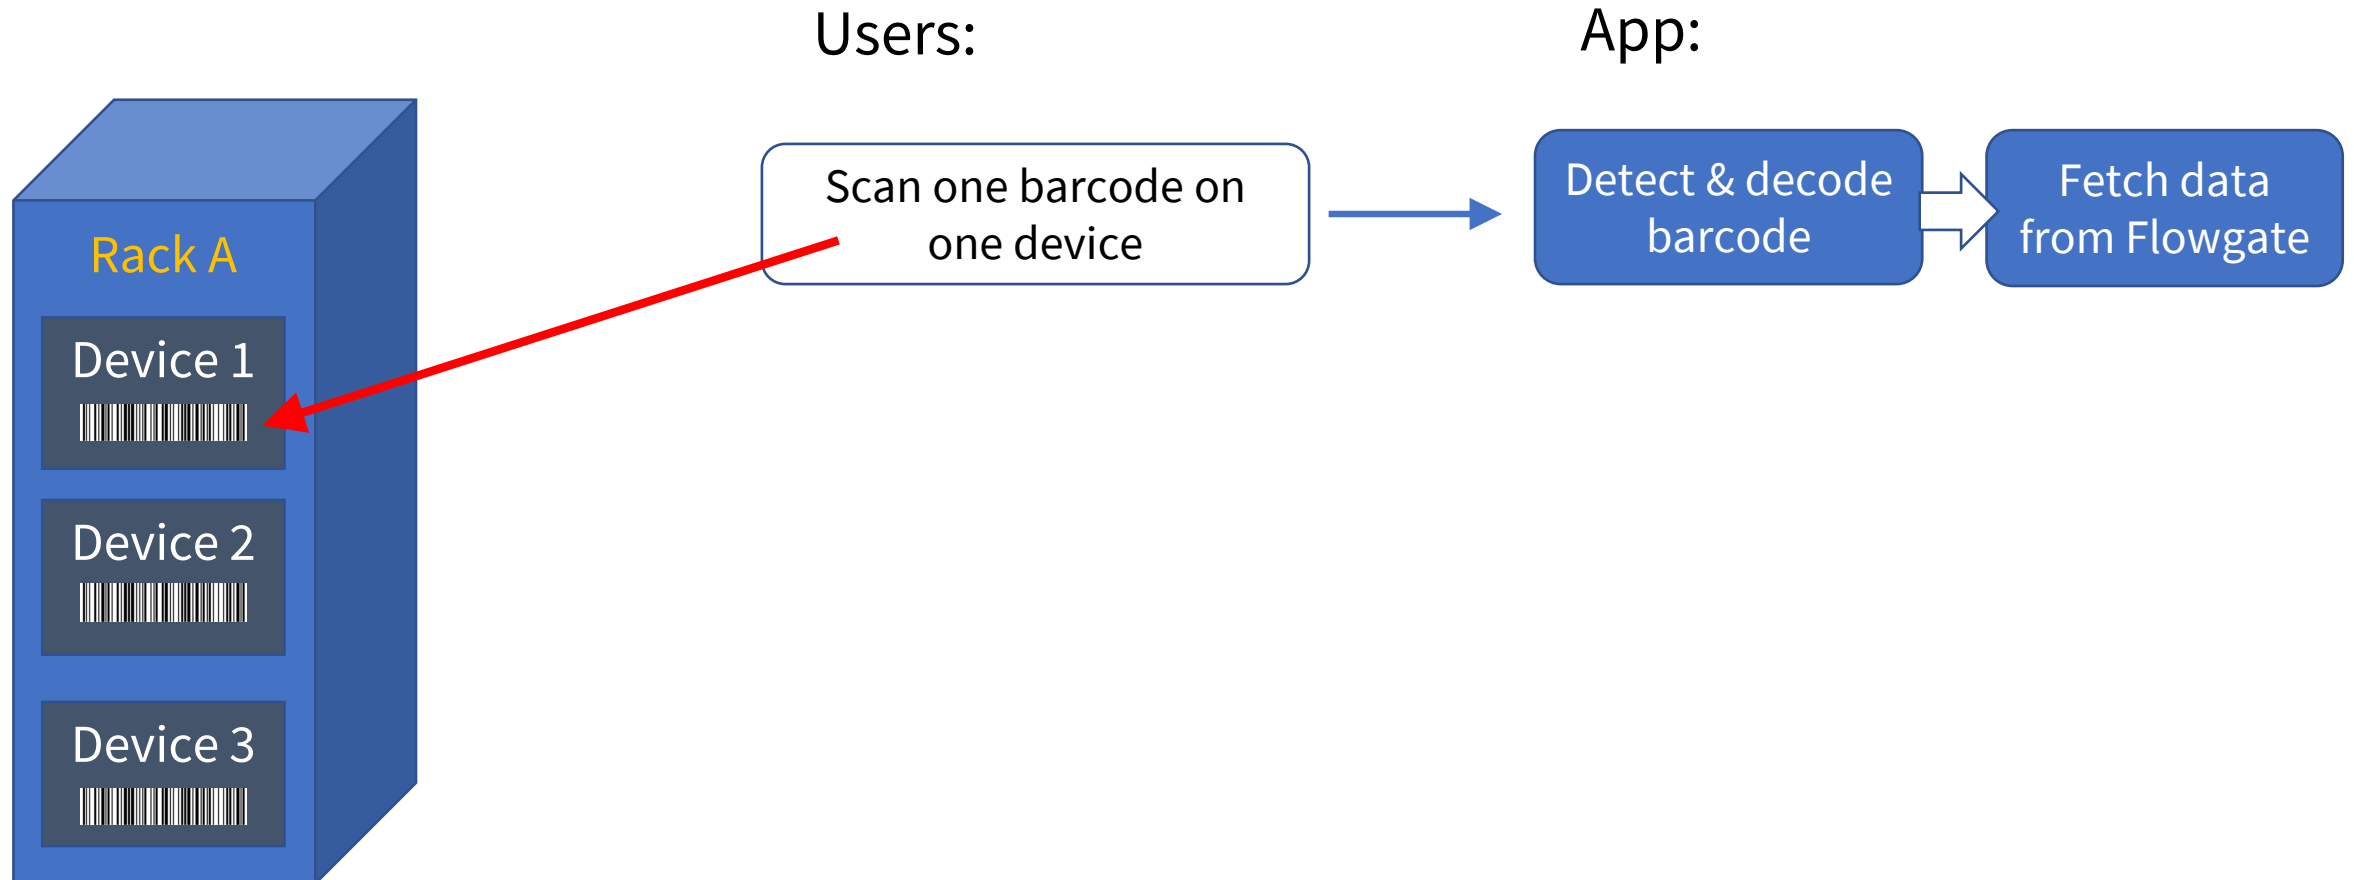 Users:
App:
Rack A
Device 1
Device 2
Device 3
Scan one barcode on
one device
Detect & decode
barcode
Fetch data
from Flowgate